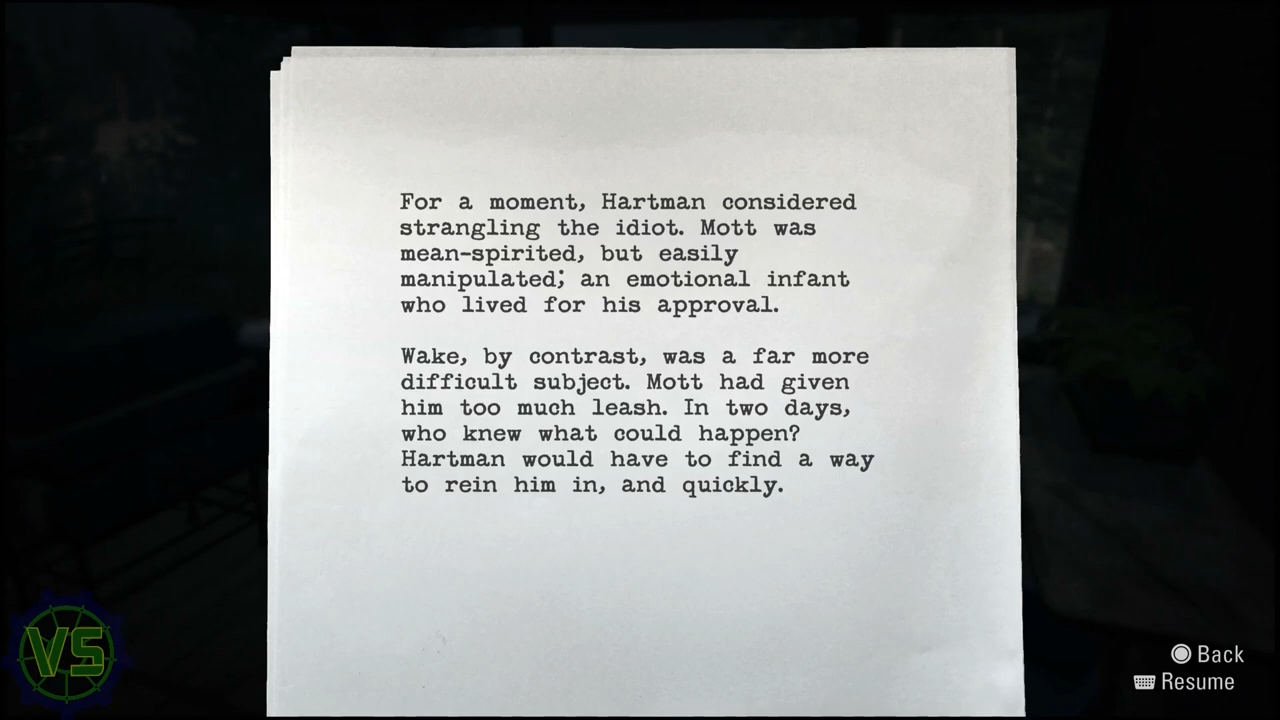 For a moment, Hartman considered
strangling the idiot. Mott was
mean-spirited, but easily
manipulated; an emotional infant
who lived for his approval.
Wake, by contrast, was a far more
difficult subject. Mott had given
him too much leash. In two days,
who knew what could happen?
Hartman would have to find a way
to rein him in, and quickly.
VS
Back
Resume